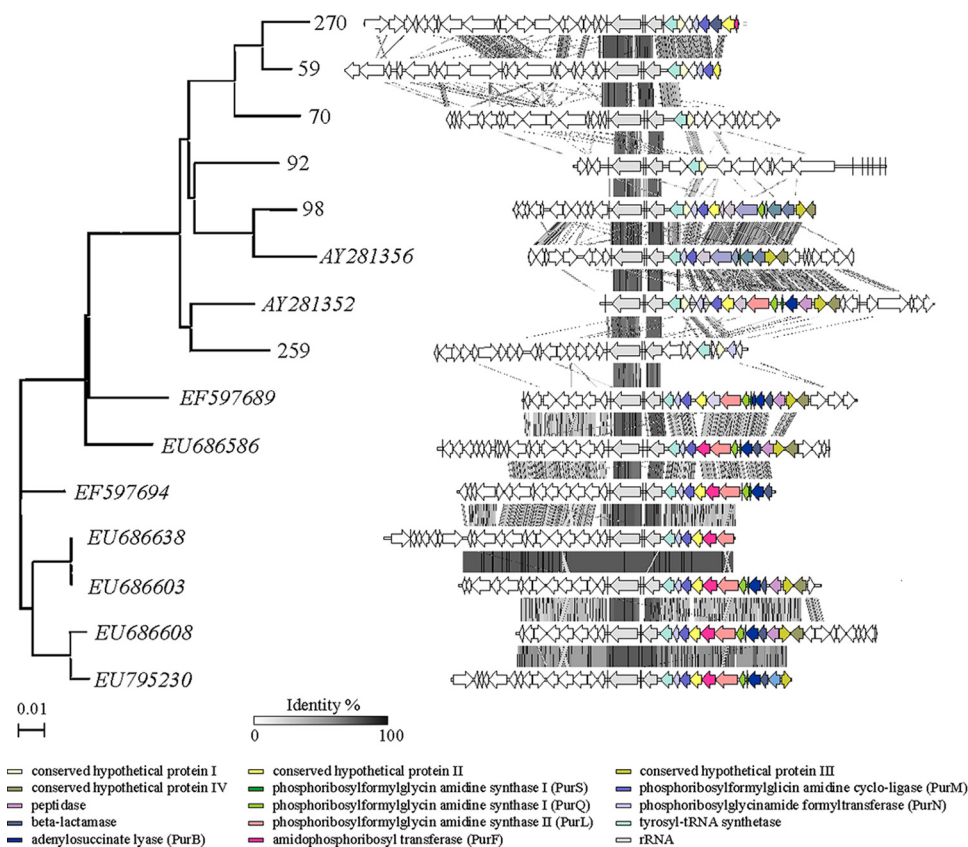 270
59
70
92
98
AY281356
AY281352
259
EF597689
EU686586
EF597694
EU686638
EU686603
EU686608
EU795230
0.01
Identity %
0 100
conserved hypothetical protein I
conserved hypothetical protein IV
peptidase
beta-lactamase
adenylosuccinate lyase (PurB)
conserved hypothetical protein II
phosphoribosylformylglycin amidine synthase I (PurS)
phosphoribosylformylglycin amidine synthase I (PurQ)
phosphoribosylformylglycin amidine synthase II (PurL)
amidophosphoribosyl transferase (PurF)
conserved hypothetical protein III
phosphoribosylformylglicin amidine cyclo-ligase (PurM)
phosphoribosylglycinamide formyltransferase (PurN)
tyrosyl-tRNA synthetase
rRNA